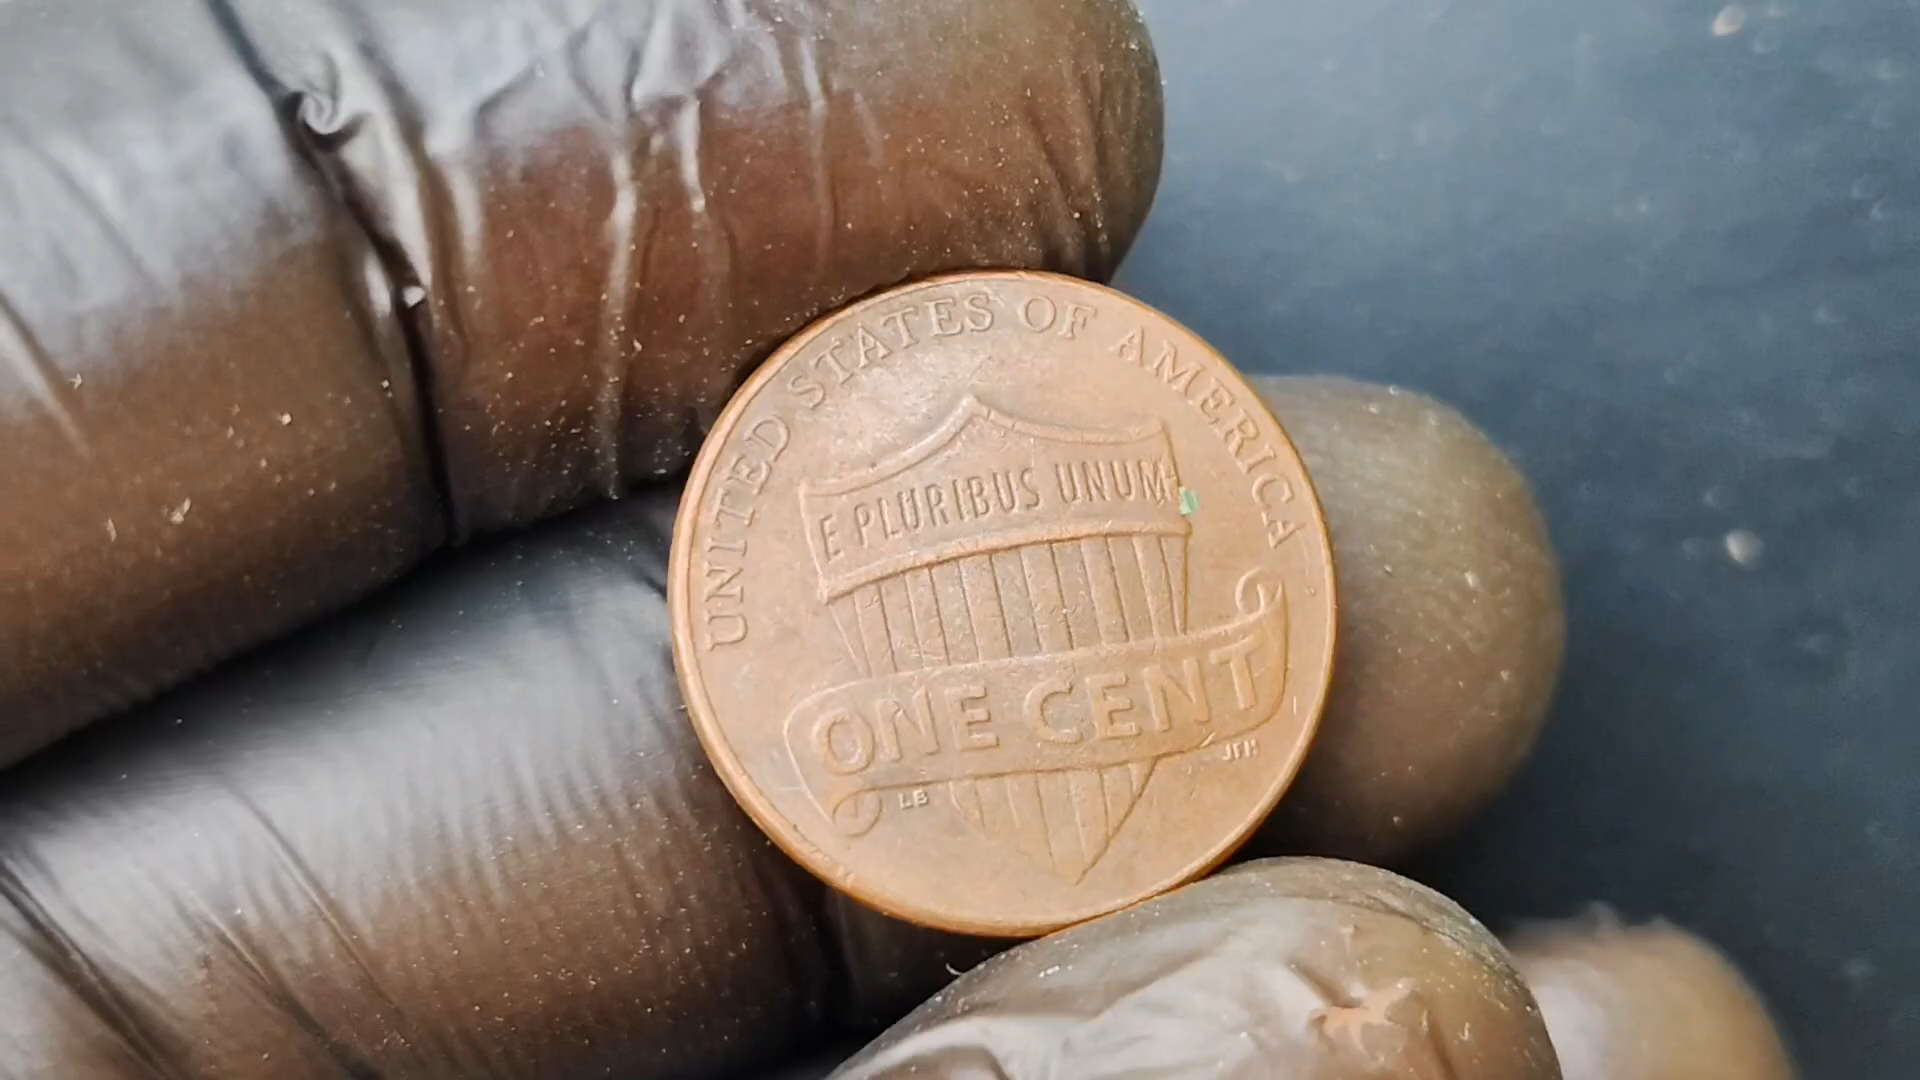 UNITED STATES OF AMERICA
E PLURIBUS UNUM
ONE CENT
LB
JFM